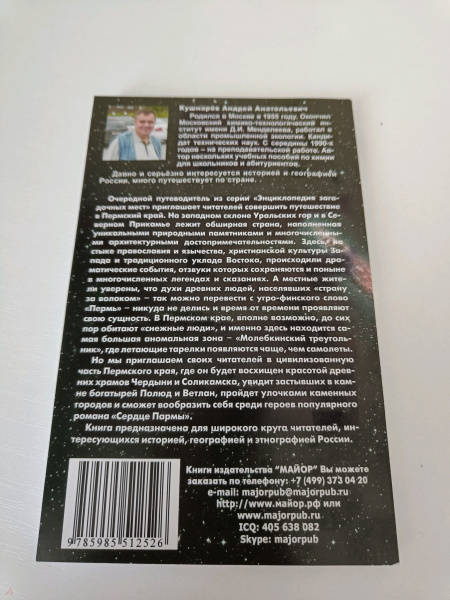 Кушнарёв Андрей Анатольевич
Родился в Москве в 1955 году. Окончил
Московский химико-технологический инс-
титут имени Д.И. Менделеева, работал в
области промышленной экологии. Канди-
дат технических наук. С середины 1990-х
годов – на преподавательской работе. Ав-
тор нескольких учебных пособий по химии
для школьников и абитуриентов.
Давно и серьёзно интересуется историей и географией
России, много путешествует по стране.
Очередной путеводитель из серии «Энциклопедия зага-
дочных мест» приглашает читателей совершить путешествие
в Пермский край. На западном склоне Уральских гор и в Се-
верном Прикамье лежит обширная страна, наполненная
уникальными природными памятниками и многочисленны-
ми архитектурными достопримечательностями. Здесь, на
стыке православия и язычества, христианской культуры За-
пада и традиционного уклада Востока, происходили дра-
матические события, отзвуки которых сохраняются и поныне
в многочисленных легендах и сказаниях. А местные жите-
ли уверены, что духи древних людей, населявших «страну
за волоком» – так можно перевести с угро-финского слово
«Пермь» – никуда не делись и время от времени проявляют
свою сущность. В Пермском крае, вполне возможно, до сих
пор обитают «снежные люди», и именно здесь находится са-
мая большая аномальная зона – «Молебкинский треуголь-
ник», где летающие тарелки появляются чаще, чем самолеты.
Но мы приглашаем своих читателей в цивилизованную
часть Пермского края, где он будет восхищен красотой древ-
них храмов Чердыни и Соликамска, увидит застывших в кам-
не богатырей Полюд и Ветлан, пройдет улочками каменных
городов и сможет вообразить себя среди героев популярного
романа «Сердце Пармы».
Книга предназначена для широкого круга читателей, ин-
тересующихся историей, географией и этнографией России.
Книги издательства "МАЙОР" Вы можете
заказать по телефону: +7 (499) 373 04 20
e-mail: majorpub@majorpub.ru
http://www.майор.рф или
www.majorpub.ru
ICQ: 405 638 082
Skype: majorpub
9785985512526